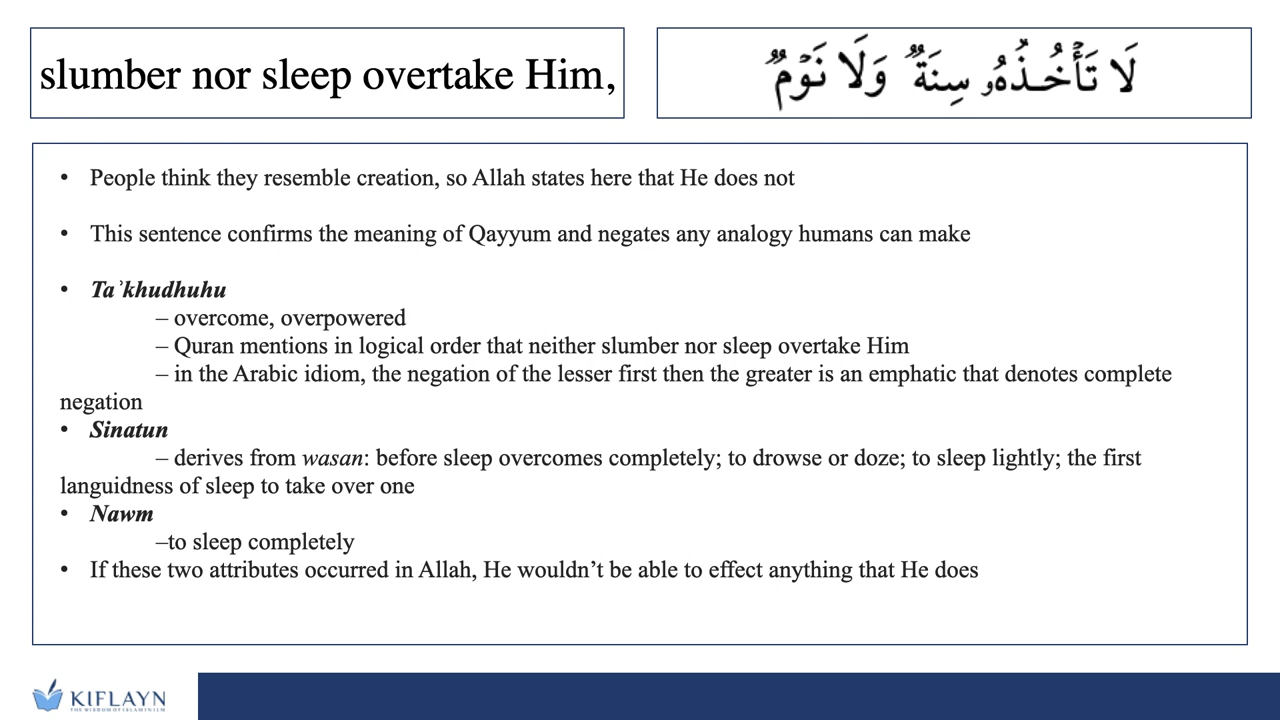 slumber nor sleep overtake Him,
لَا تَأْخُذُهُۥ سِنَةٌ وَلَا نَوْمٌ
• People think they resemble creation, so Allah states here that He does not
• This sentence confirms the meaning of Qayyum and negates any analogy humans can make
• Taʾkhudhuhu
– overcome, overpowered
– Quran mentions in logical order that neither slumber nor sleep overtake Him
– in the Arabic idiom, the negation of the lesser first then the greater is an emphatic that denotes complete
negation
• Sinatun
– derives from wasan: before sleep overcomes completely; to drowse or doze; to sleep lightly; the first
languidness of sleep to take over one
• Nawm
–to sleep completely
• If these two attributes occurred in Allah, He wouldn’t be able to effect anything that He does
KIFLAYN